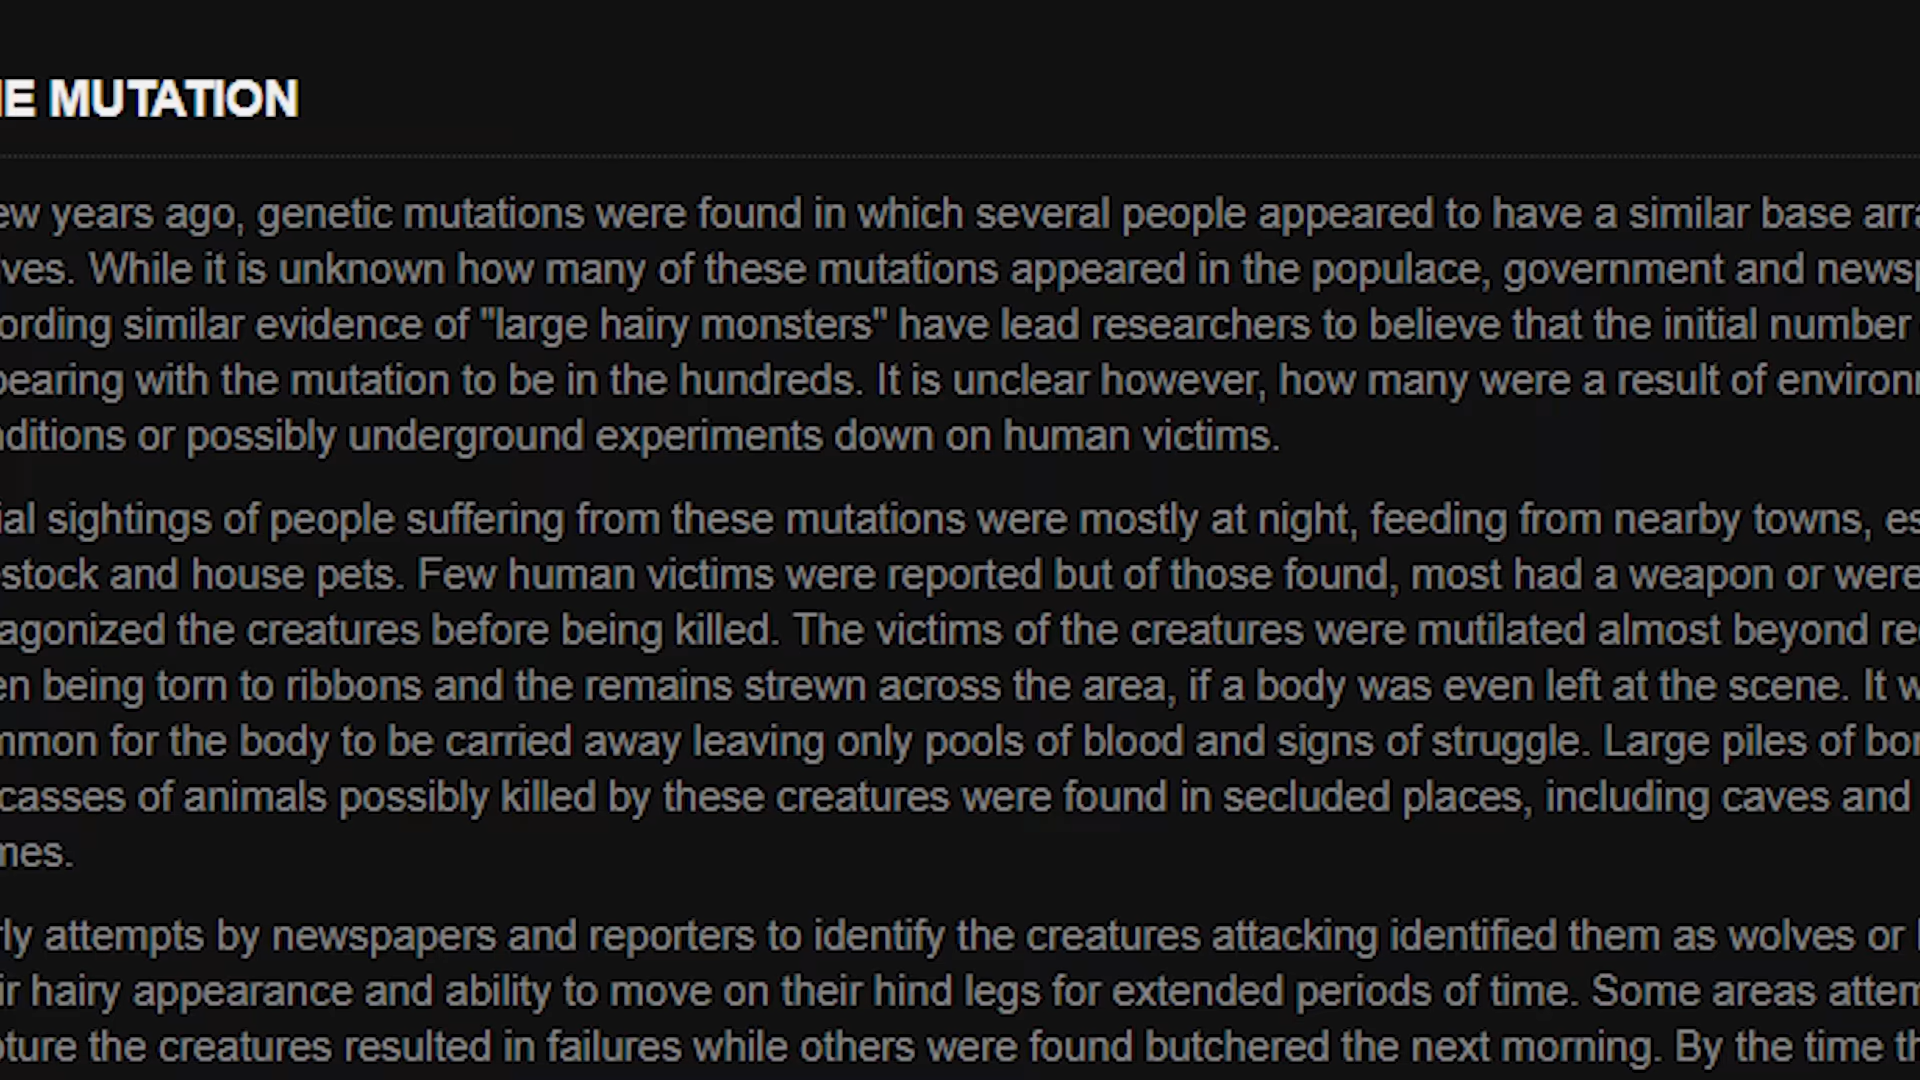 HE MUTATION
ew years ago, genetic mutations were found in which several people appeared to have a similar base arra
lves. While it is unknown how many of these mutations appeared in the populace, government and newsp
ording similar evidence of "large hairy monsters" have lead researchers to believe that the initial number
pearing with the mutation to be in the hundreds. It is unclear however, how many were a result of environm
nditions or possibly underground experiments down on human victims.
ial sightings of people suffering from these mutations were mostly at night, feeding from nearby towns, es
stock and house pets. Few human victims were reported but of those found, most had a weapon or were
agonized the creatures before being killed. The victims of the creatures were mutilated almost beyond rec
en being torn to ribbons and the remains strewn across the area, if a body was even left at the scene. It w
mmon for the body to be carried away leaving only pools of blood and signs of struggle. Large piles of bon
casses of animals possibly killed by these creatures were found in secluded places, including caves and
mes.
rly attempts by newspapers and reporters to identify the creatures attacking identified them as wolves or
ir hairy appearance and ability to move on their hind legs for extended periods of time. Some areas attem
pture the creatures resulted in failures while others were found butchered the next morning. By the time th